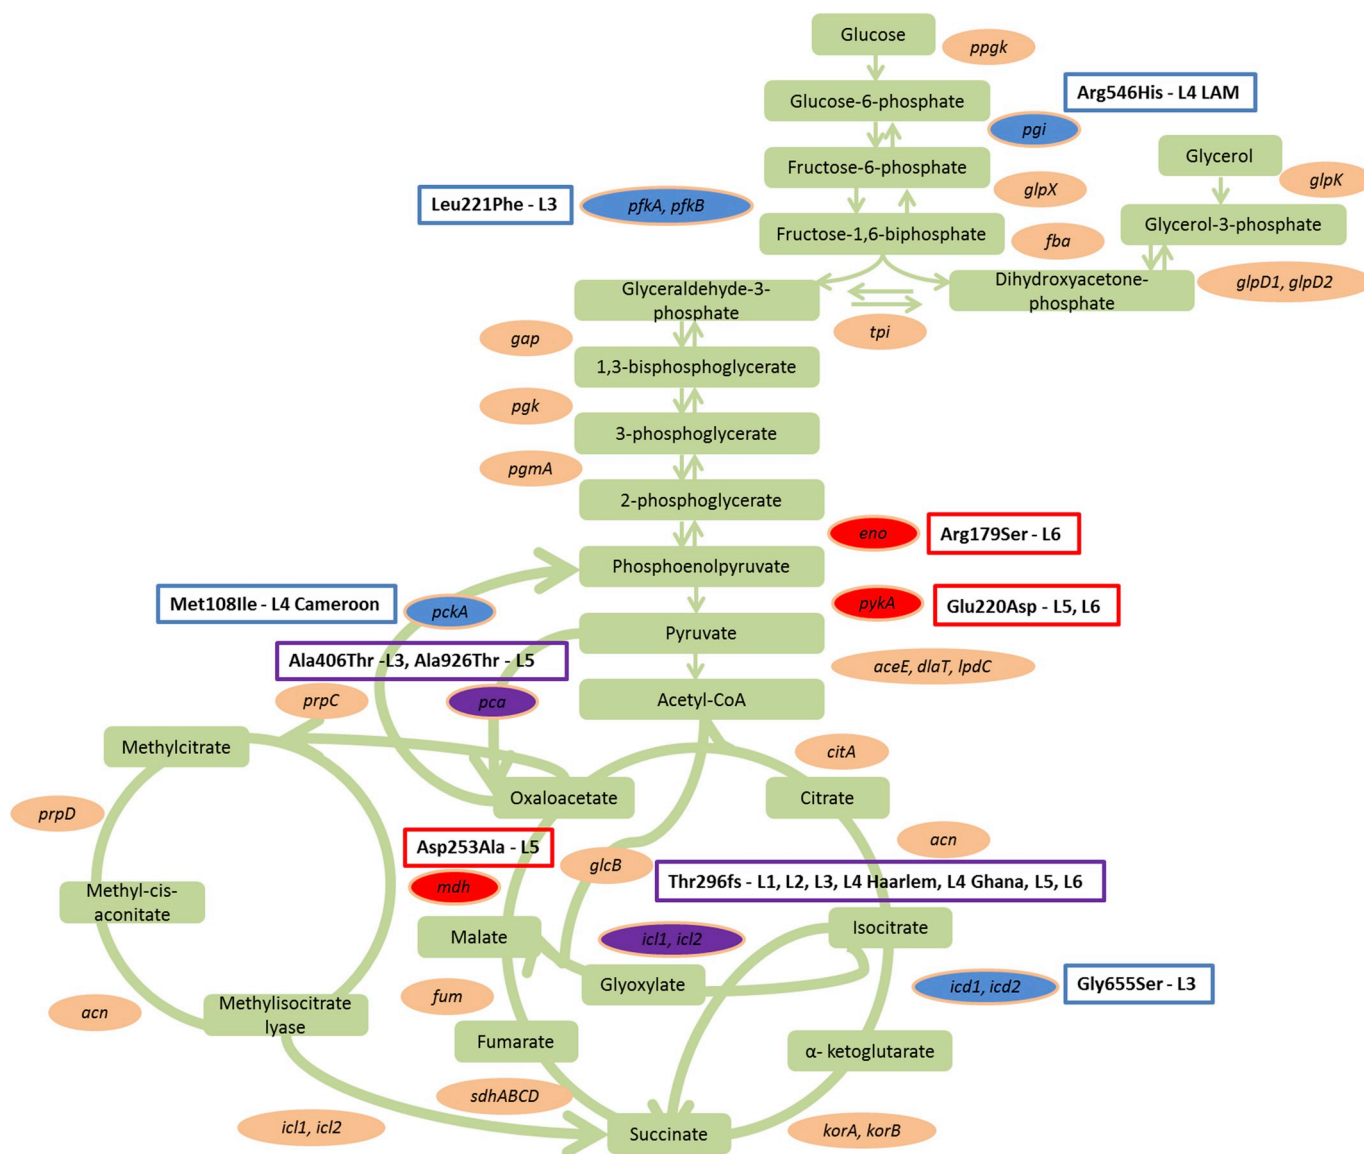 Glucose
ppgk
Glucose-6-phosphate
Arg546His - L4 LAM
pgi
Fructose-6-phosphate
Glycerol
glpK
Leu221Phe - L3
pfkA, pfkB
glpX
Fructose-1,6-biphosphate
fba
Glycerol-3-phosphate
Glyceraldehyde-3-
phosphate
Dihydroxyacetone-
phosphate
glpD1, glpD2
tpi
gap
1,3-bisphosphoglycerate
pgk
3-phosphoglycerate
pgmA
2-phosphoglycerate
eno
Arg179Ser - L6
Phosphoenolpyruvate
Met108Ile - L4 Cameroon
pckA
pykA
Glu220Asp - L5, L6
Pyruvate
Ala406Thr -L3, Ala926Thr - L5
aceE, dlaT, lpdC
prpC
pca
Acetyl-CoA
Methylcitrate
citA
Oxaloacetate
Citrate
prpD
Asp253Ala - L5
glcB
acn
mdh
Thr296fs - L1, L2, L3, L4 Haarlem, L4 Ghana, L5, L6
Methyl-cis-
aconitate
Malate
icl1, icl2
Isocitrate
Glyoxylate
icd1, icd2
Gly655Ser - L3
acn
Methylisocitrate
lyase
fum
Fumarate
α- ketoglutarate
sdhABCD
icl1, icl2
Succinate
korA, korB